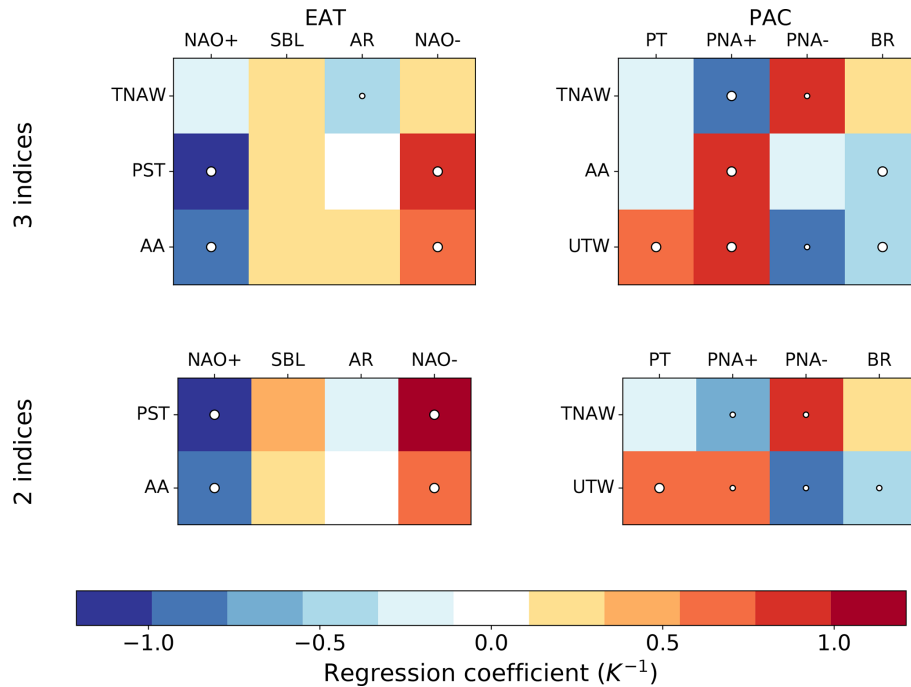 EAT
PAC
NAO+ SBL AR NAO-
PT PNA+ PNA- BR
3 indices
TNAW
PST
AA
TNAW
AA
UTW
NAO+ SBL AR NAO-
PT PNA+ PNA- BR
2 indices
PST
AA
TNAW
UTW
−1.0 −0.5 0.0 0.5 1.0
Regression coefficient (K⁻¹)